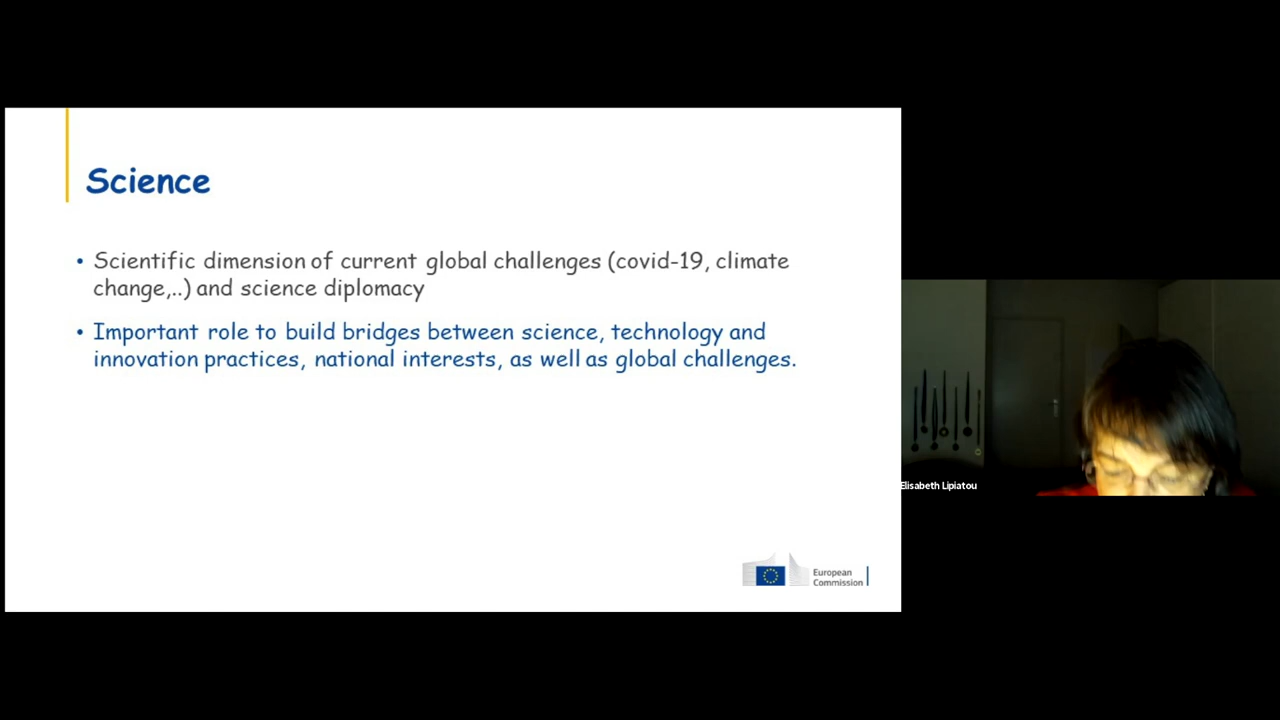 Science
• Scientific dimension of current global challenges (covid-19, climate
change,..) and science diplomacy
• Important role to build bridges between science, technology and
innovation practices, national interests, as well as global challenges.
European
Commission
Elisabeth Lipiatou